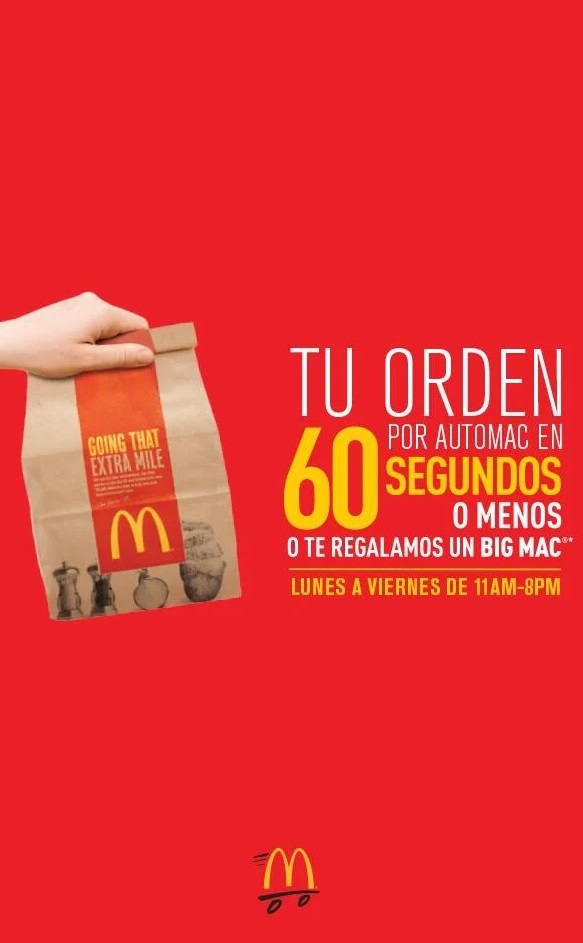 GOING THAT
EXTRA MILE
TU ORDEN
POR AUTOMAC EN
60 SEGUNDOS
O MENOS
O TE REGALAMOS UN BIG MAC®*
LUNES A VIERNES DE 11AM-8PM